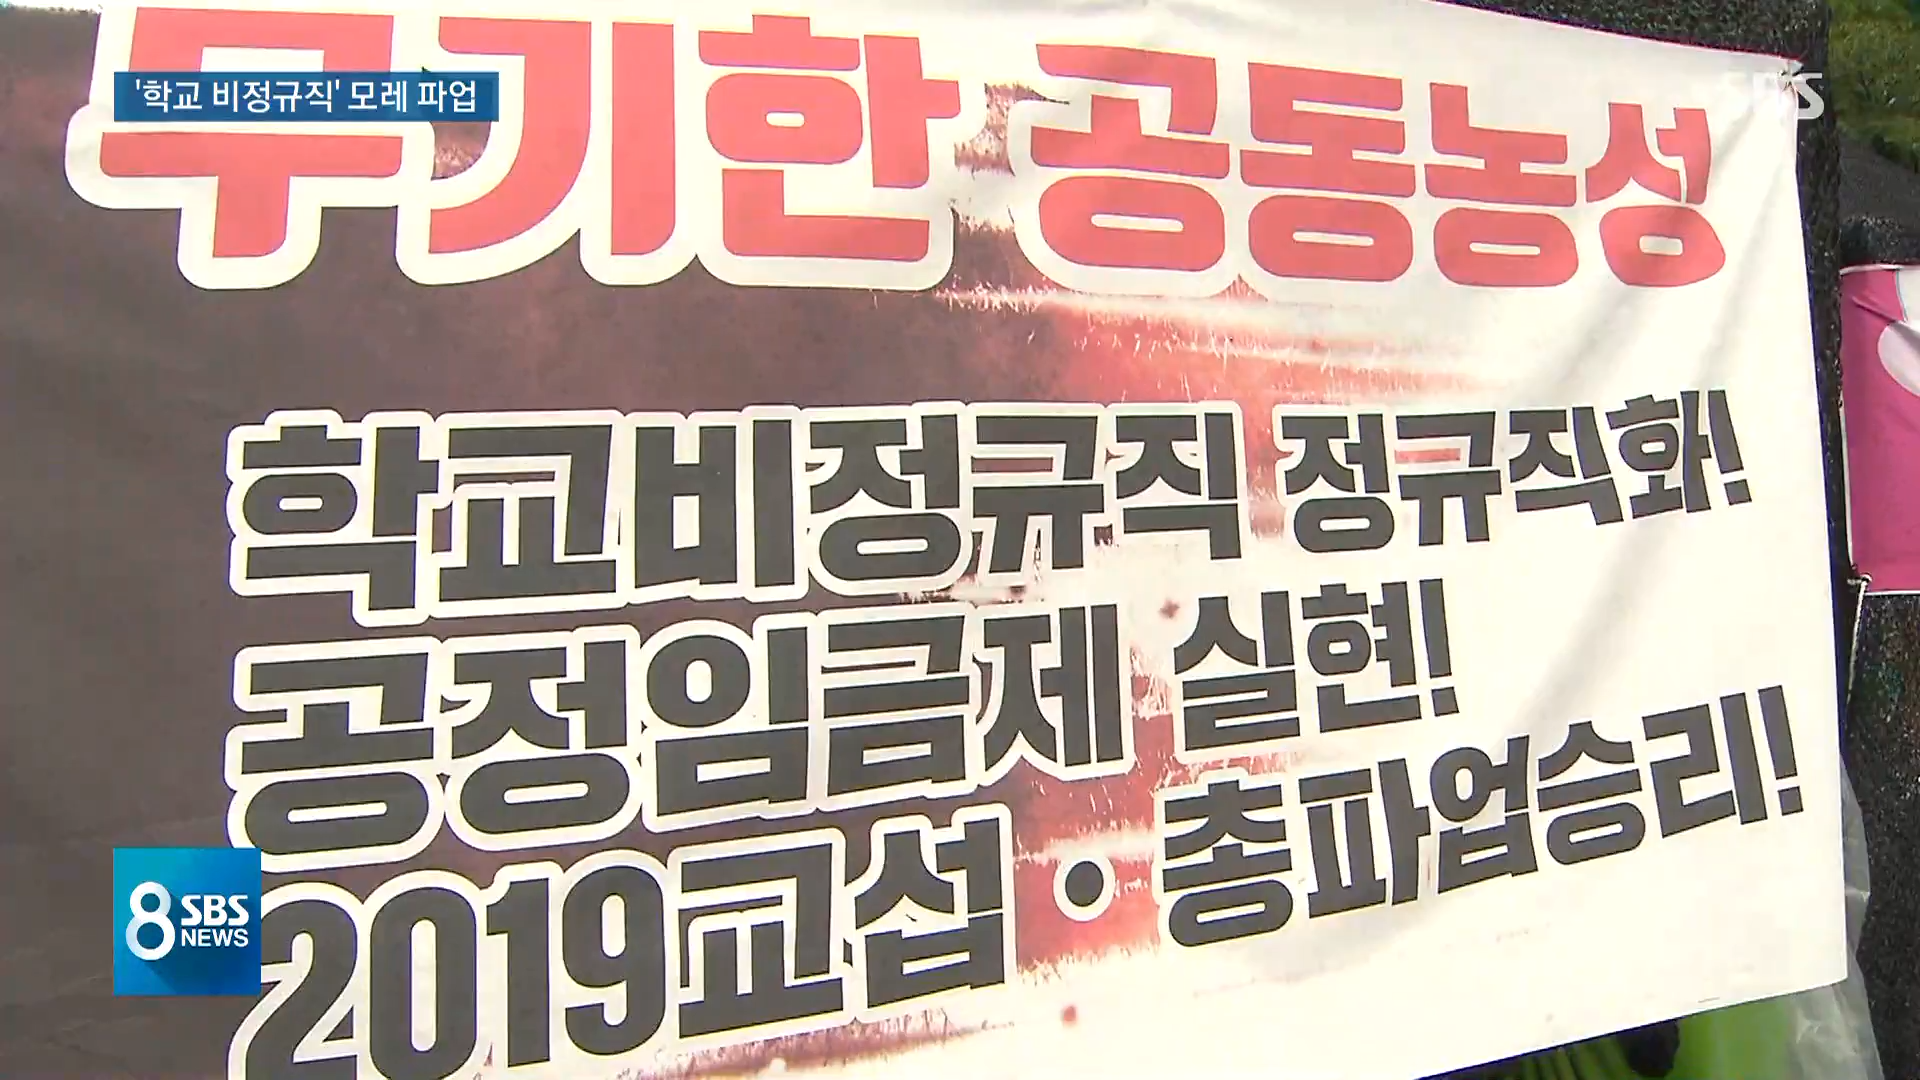 무기한 공동농성
'학교 비정규직' 모레 파업
SBS
학교비정규직 정규직화!
공정임금제 실현!
2019교섭·총파업승리!
8 SBS NEWS